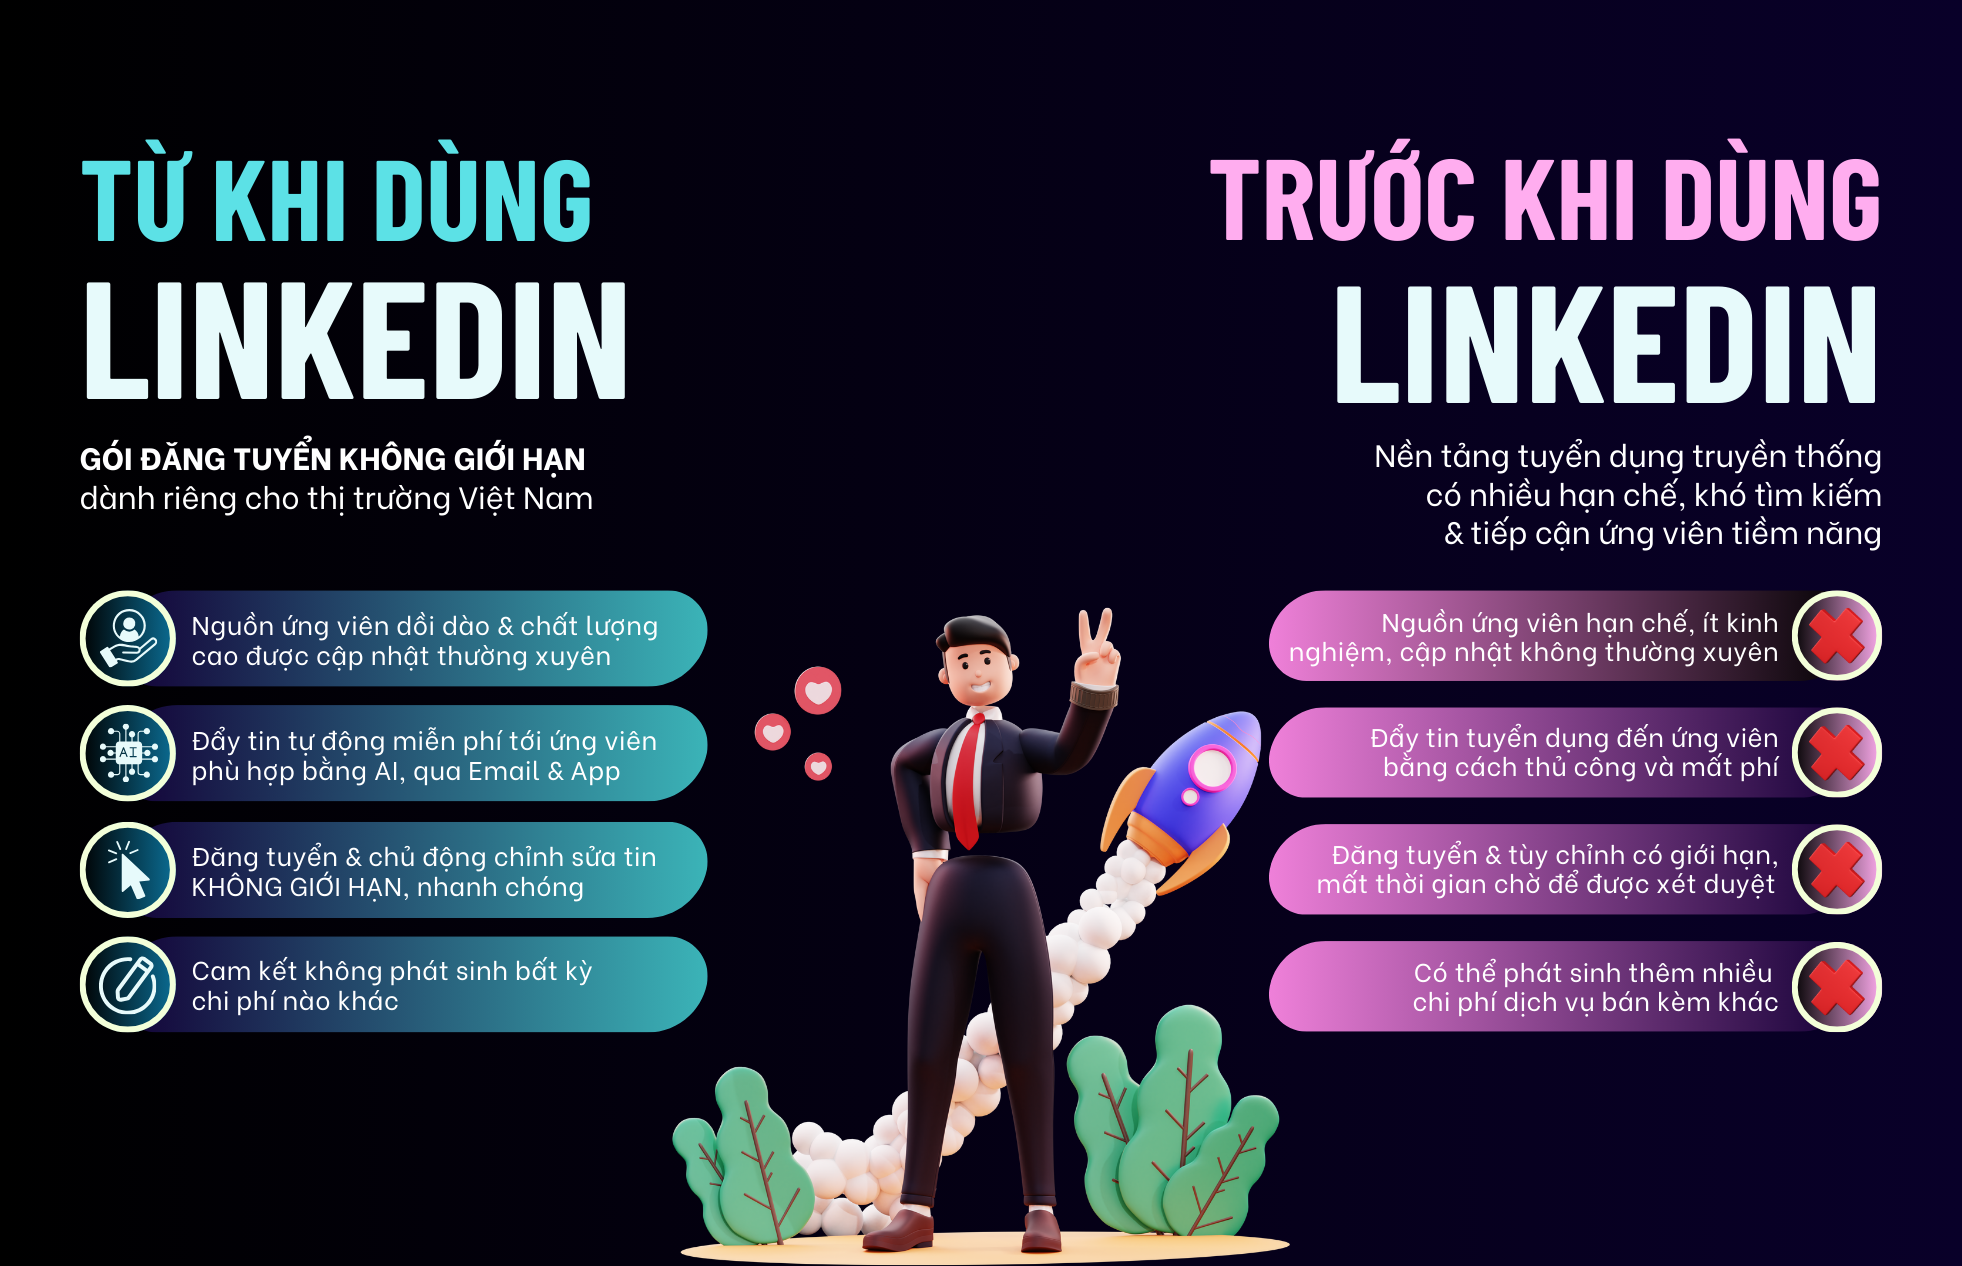 TỪ KHI DÙNG
LINKEDIN
GÓI ĐĂNG TUYỂN KHÔNG GIỚI HẠN
dành riêng cho thị trường Việt Nam
Nguồn ứng viên dồi dào & chất lượng
cao được cập nhật thường xuyên
AI
Đẩy tin tự động miễn phí tới ứng viên
phù hợp bằng AI, qua Email & App
Đăng tuyển & chủ động chỉnh sửa tin
KHÔNG GIỚI HẠN, nhanh chóng
Cam kết không phát sinh bất kỳ
chi phí nào khác
TRƯỚC KHI DÙNG
LINKEDIN
Nền tảng tuyển dụng truyền thống
có nhiều hạn chế, khó tìm kiếm
& tiếp cận ứng viên tiềm năng
Nguồn ứng viên hạn chế, ít kinh
nghiệm, cập nhật không thường xuyên
Đẩy tin tuyển dụng đến ứng viên
bằng cách thủ công và mất phí
Đăng tuyển & tùy chỉnh có giới hạn,
mất thời gian chờ để được xét duyệt
Có thể phát sinh thêm nhiều
chi phí dịch vụ bán kèm khác